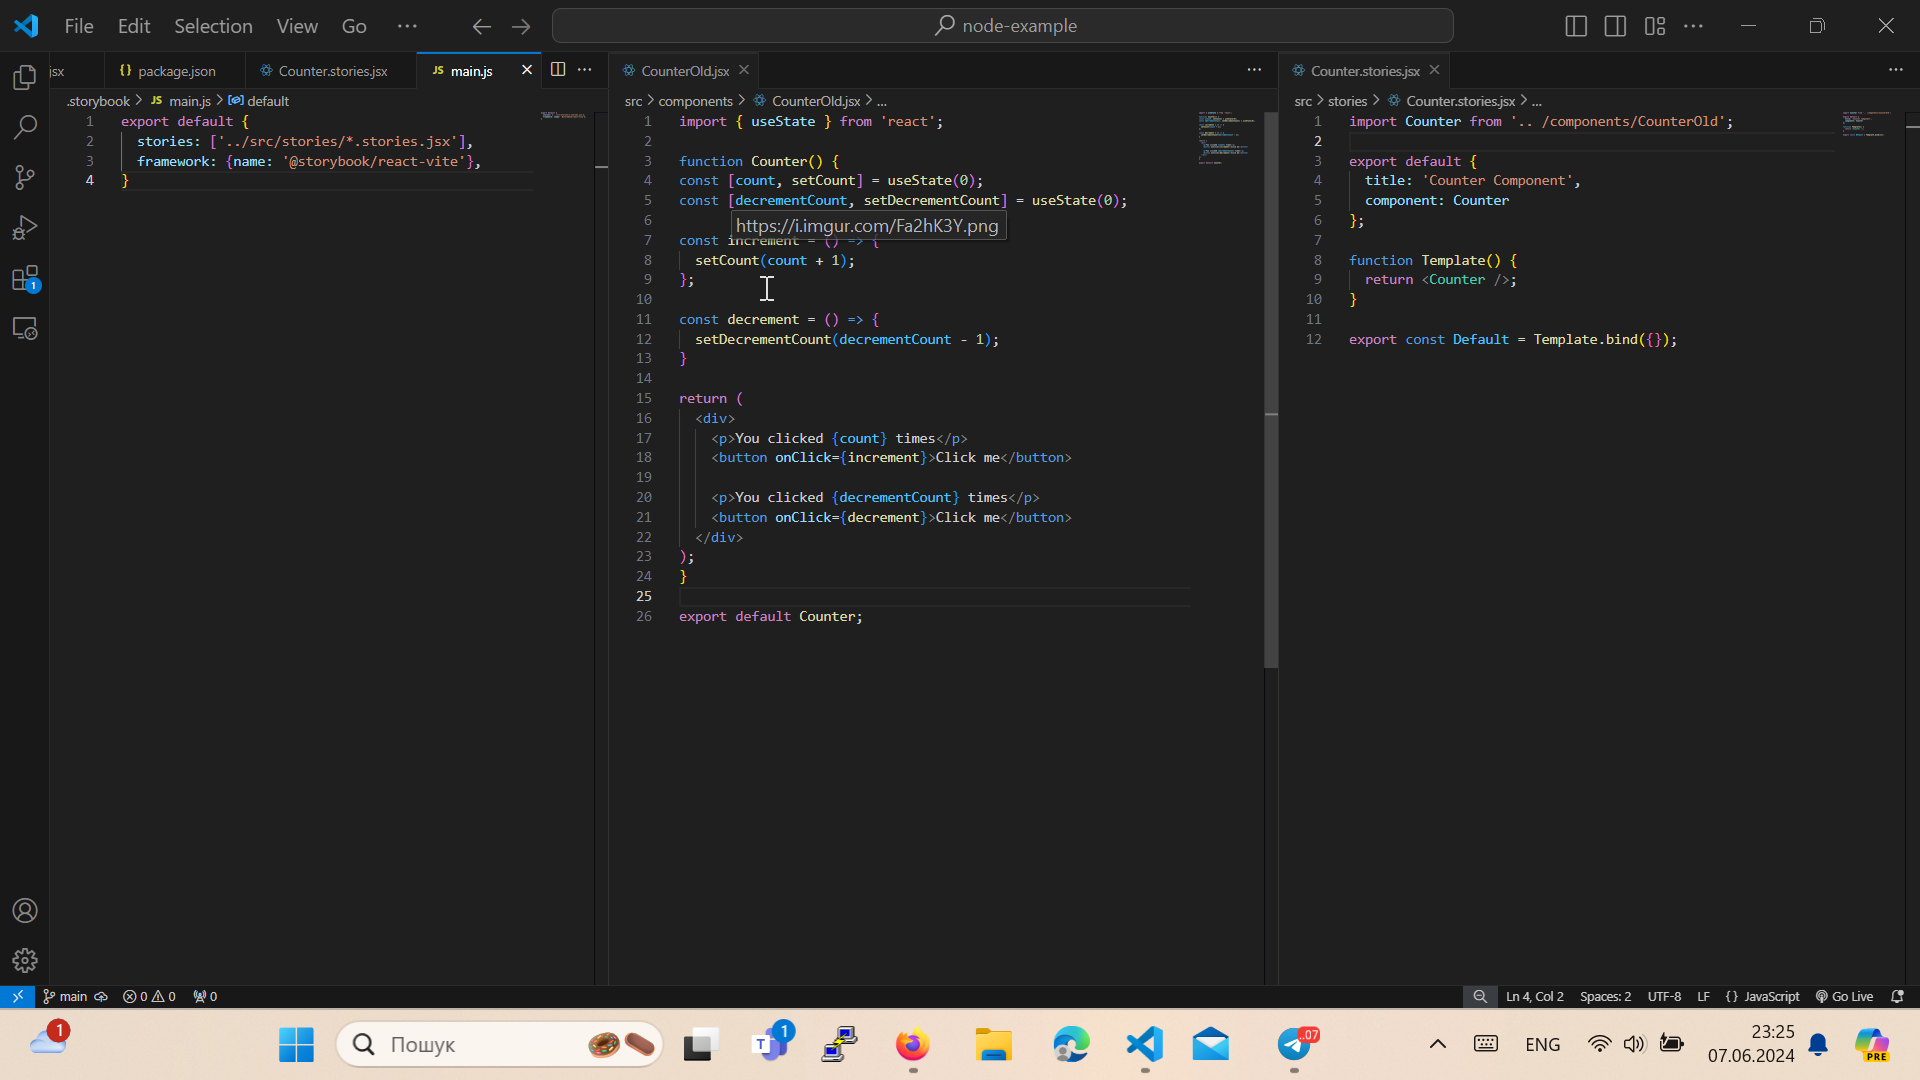 File Edit Selection View Go ···
node-example
jsx
{} package.json
Counter.stories.jsx
JS main.js
CounterOld.jsx
Counter.stories.jsx
.storybook > JS main.js > default
1 export default {
2 stories: ['../src/stories/*.stories.jsx'],
3 framework: {name: '@storybook/react-vite'},
4 }
src > components > CounterOld.jsx > ...
1 import { useState } from 'react';
2
3 function Counter() {
4 const [count, setCount] = useState(0);
5 const [decrementCount, setDecrementCount] = useState(0);
6
https://i.imgur.com/Fa2hK3Y.png
7 const increment = () => {
8 setCount(count + 1);
9 };
10
11 const decrement = () => {
12 setDecrementCount(decrementCount - 1);
13 }
14
15 return (
16 <div>
17 <p>You clicked {count} times</p>
18 <button onClick={increment}>Click me</button>
19
20 <p>You clicked {decrementCount} times</p>
21 <button onClick={decrement}>Click me</button>
22 </div>
23 );
24 }
25
26 export default Counter;
src > stories > Counter.stories.jsx > ...
1 import Counter from '.. /components/CounterOld';
2
3 export default {
4 title: 'Counter Component',
5 component: Counter
6 };
7
8 function Template() {
9 return <Counter />;
10 }
11
12 export const Default = Template.bind({});
1
main 0 0 0
Ln 4, Col 2 Spaces: 2 UTF-8 LF {} JavaScript Go Live
1
Пошук
1
T
.07
ENG
23:25
07.06.2024
PRE